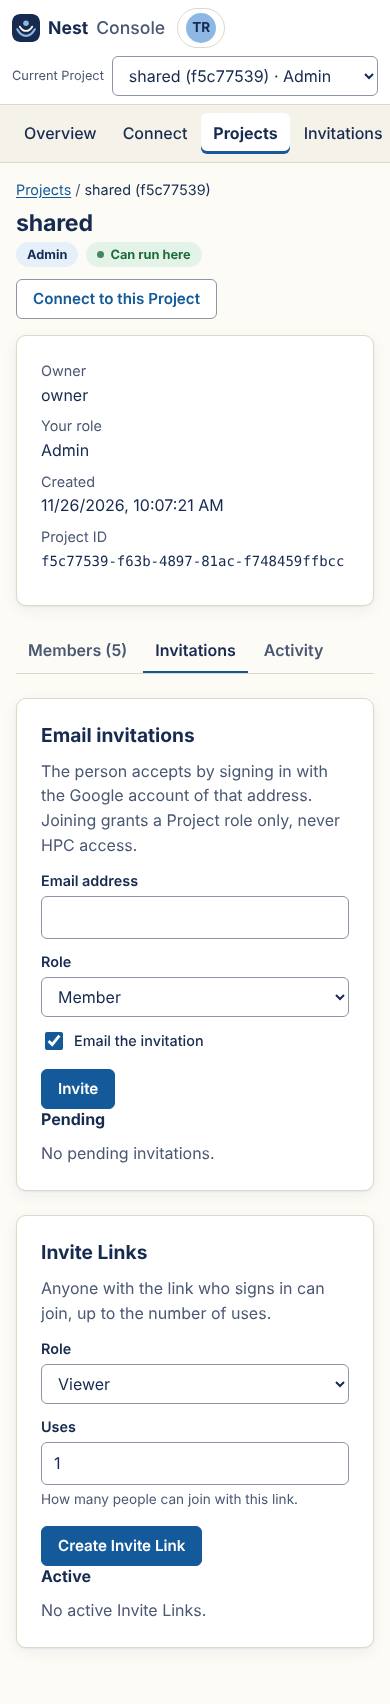 Nest Console TR
Current Project shared (f5c77539) · Admin
Overview Connect Projects Invitations
Projects / shared (f5c77539)
shared
Admin Can run here
Connect to this Project
Owner
owner
Your role
Admin
Created
11/26/2026, 10:07:21 AM
Project ID
f5c77539-f63b-4897-81ac-f748459ffbcc
Members (5) Invitations Activity
Email invitations
The person accepts by signing in with
the Google account of that address.
Joining grants a Project role only, never
HPC access.
Email address
Role
Member
Email the invitation
Invite
Pending
No pending invitations.
Invite Links
Anyone with the link who signs in can
join, up to the number of uses.
Role
Viewer
Uses
1
How many people can join with this link.
Create Invite Link
Active
No active Invite Links.